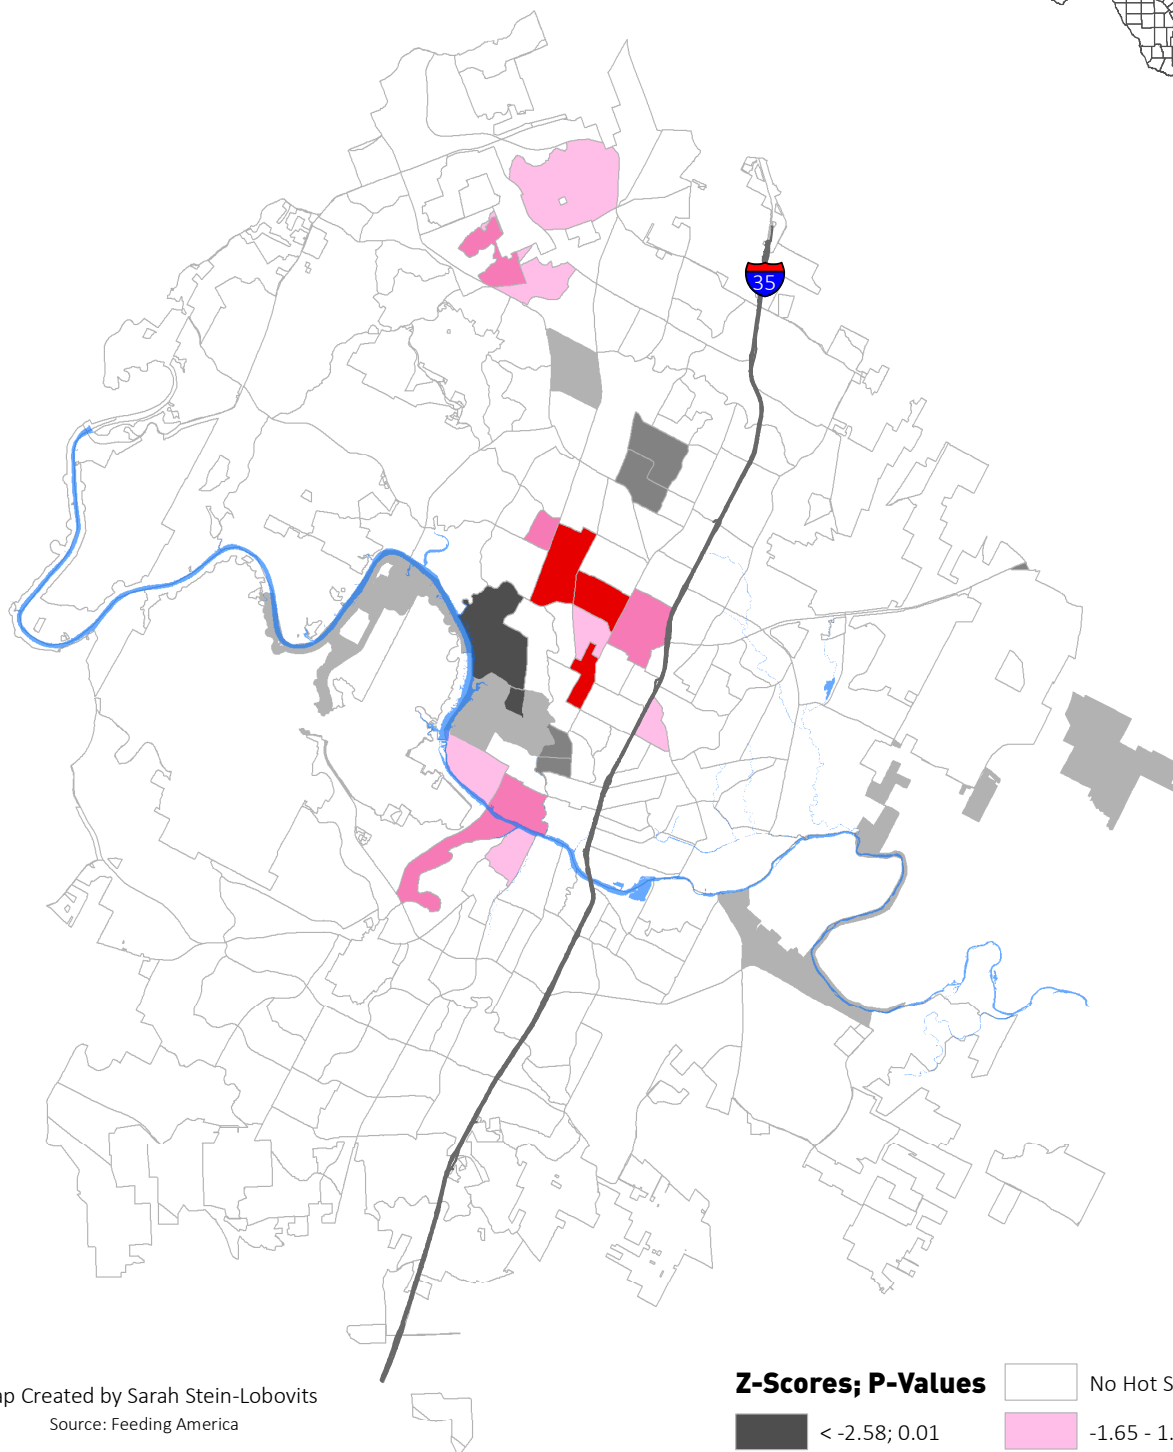 35
Created by Sarah Stein-Lobovits
Source: Feeding America
Z-Scores; P-Values
No Hot
< -2.58; 0.01
-1.65 - 1.